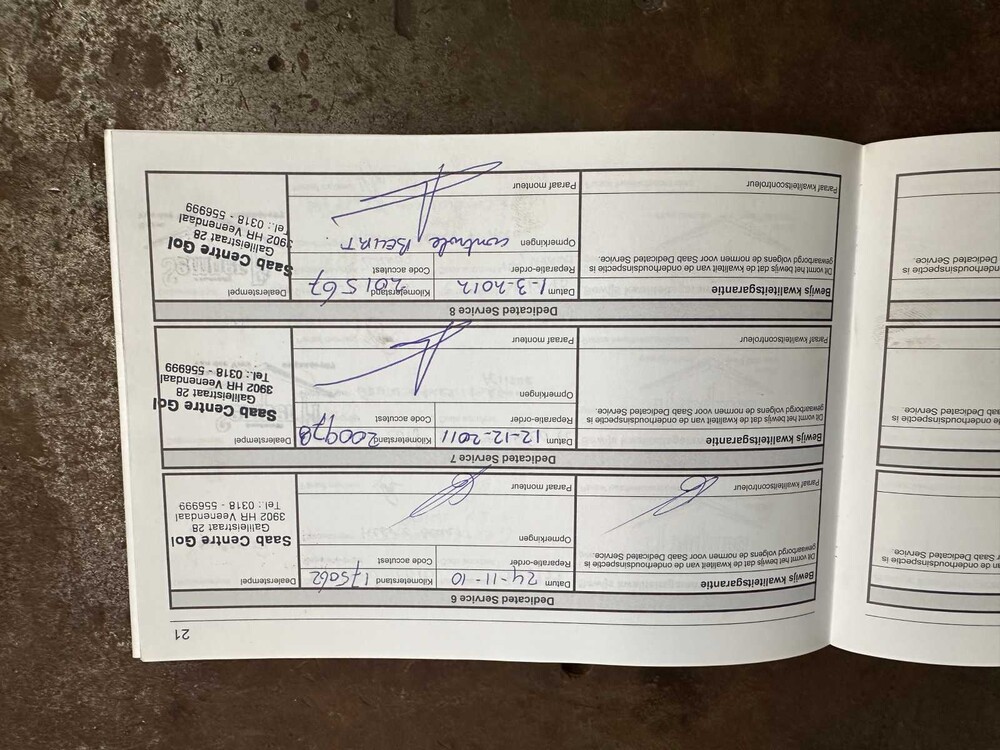 21
Dedicated Service 6
Bewijs kwaliteitsgarantie
Dit vormt het bewijs dat de kwaliteit van de onderhoudsinspectie is
gewaarborgd volgens de normen voor Saab Dedicated Service.
Paraaf kwaliteitscontroleur
Datum 24-11-10
Kilometerstand 175062
Reparatie-order
Code accutest
Opmerkingen
Paraaf monteur
Dealerstempel
Saab Centre Gol
Galileistraat 28
3902 HR Veenendaal
Tel.: 0318 - 556999
Dedicated Service 7
Bewijs kwaliteitsgarantie
Dit vormt het bewijs dat de kwaliteit van de onderhoudsinspectie is
gewaarborgd volgens de normen voor Saab Dedicated Service.
Paraaf kwaliteitscontroleur
Datum 12-12-2011
Kilometerstand 200928
Reparatie-order
Code accutest
Opmerkingen
Paraaf monteur
Dealerstempel
Saab Centre Gol
Galileistraat 28
3902 HR Veenendaal
Tel.: 0318 - 556999
Dedicated Service 8
Bewijs kwaliteitsgarantie
Dit vormt het bewijs dat de kwaliteit van de onderhoudsinspectie is
gewaarborgd volgens de normen voor Saab Dedicated Service.
Paraaf kwaliteitscontroleur
Datum 1-3-2012
Kilometerstand 201567
Reparatie-order
Code accutest
Opmerkingen controle Beurt
Paraaf monteur
Dealerstempel
Saab Centre Gol
Galileistraat 28
3902 HR Veenendaal
Tel.: 0318 - 556999